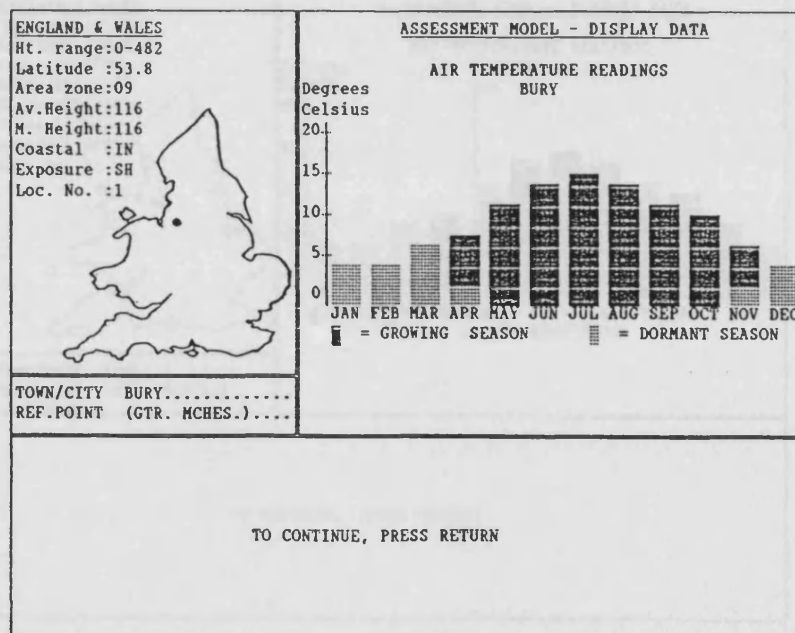 ENGLAND & WALES
Ht. range:0-482
Latitude :53.8
Area zone:09
Av.Height:116
M. Height:116
Coastal :IN
Exposure :SH
Loc. No. :1
TOWN/CITY BURY.............
REF.POINT (GTR. MCHES.)....
ASSESSMENT MODEL - DISPLAY DATA
AIR TEMPERATURE READINGS
BURY
Degrees
Celsius
20
15
10
5
0
JAN FEB MAR APR MAY JUN JUL AUG SEP OCT NOV DEC
= GROWING SEASON = DORMANT SEASON
TO CONTINUE, PRESS RETURN